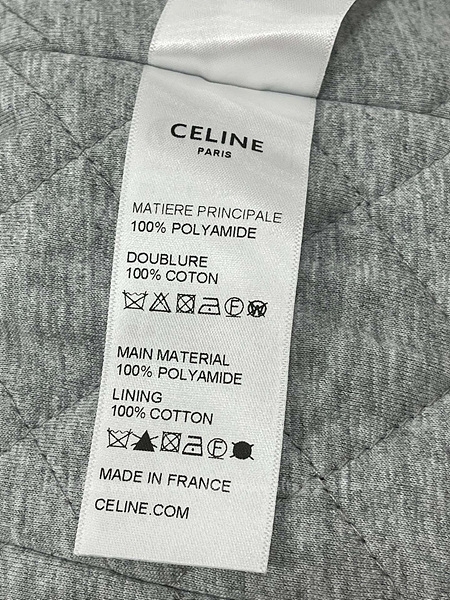 CELINE
PARIS
MATIERE PRINCIPALE
100% POLYAMIDE
DOUBLURE
100% COTON
F W
MAIN MATERIAL
100% POLYAMIDE
LINING
100% COTTON
F
MADE IN FRANCE
CELINE.COM